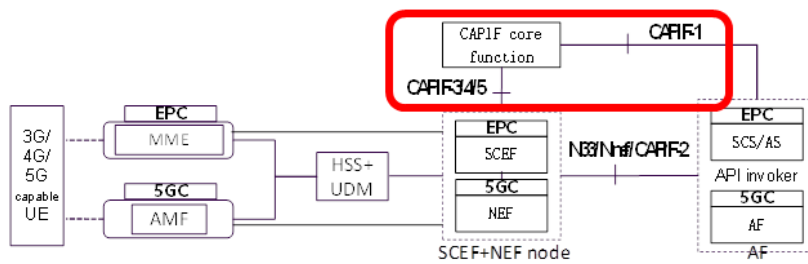 CAPIF core
function
CAPIF-1
CAPIF-3/4/5
3G/
4G/
5G
capable
UE
EPC
MME
5GC
AMF
HSS+
UDM
EPC
SCEF
5GC
NEF
SCEF+NEF node
N33/Nnef/CAPIF-2
EPC
SCS/AS
API invoker
5GC
AF
AF